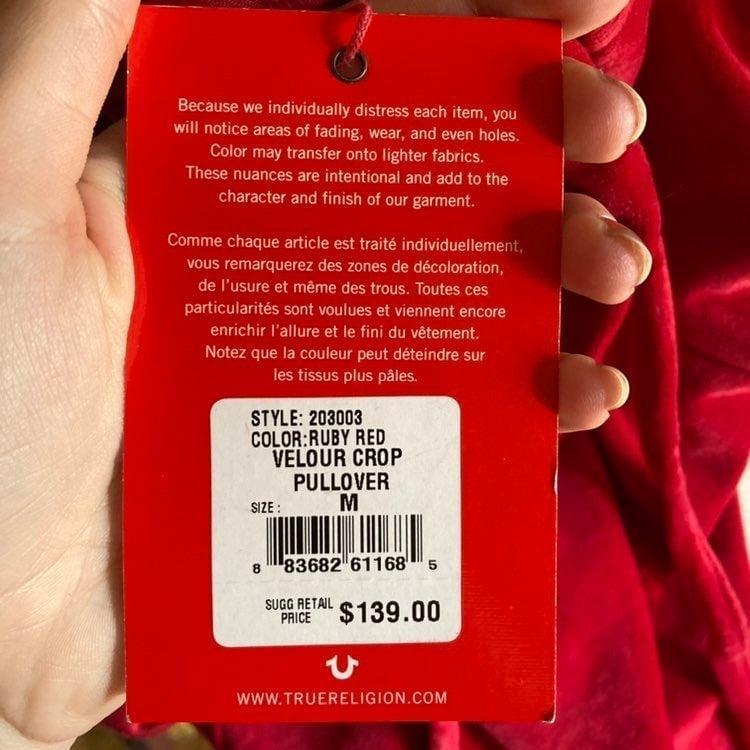 Because we individually distress each item, you
will notice areas of fading, wear, and even holes.
Color may transfer onto lighter fabrics.
These nuances are intentional and add to the
character and finish of our garment.
Comme chaque article est traité individuellement,
vous remarquerez des zones de décoloration,
de l'usure et même des trous. Toutes ces
particularités sont voulues et viennent encore
enrichir l'allure et le fini du vêtement.
Notez que la couleur peut déteindre sur
les tissus plus pâles.
STYLE: 203003
COLOR:RUBY RED
VELOUR CROP
PULLOVER
SIZE: M
8 83682 61168 5
SUGG RETAIL
PRICE $139.00
WWW.TRUERELIGION.COM